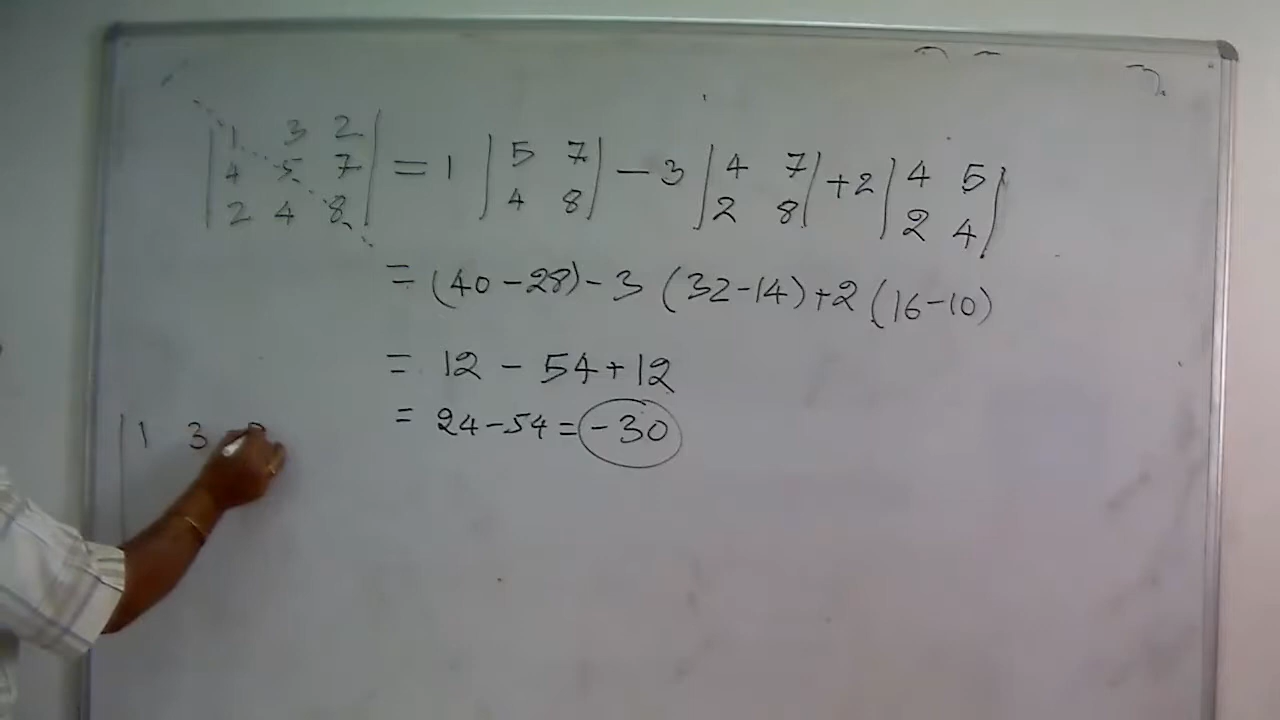 | 1 3 2 |
| 4 5 7 | = 1 | 5 7 | - 3 | 4 7 | + 2 | 4 5 |
| 2 4 8 | | 4 8 | | 2 8 | | 2 4 |
= (40 - 28) - 3 (32 - 14) + 2 (16 - 10)
= 12 - 54 + 12
= 24 - 54 = -30
| 1 3